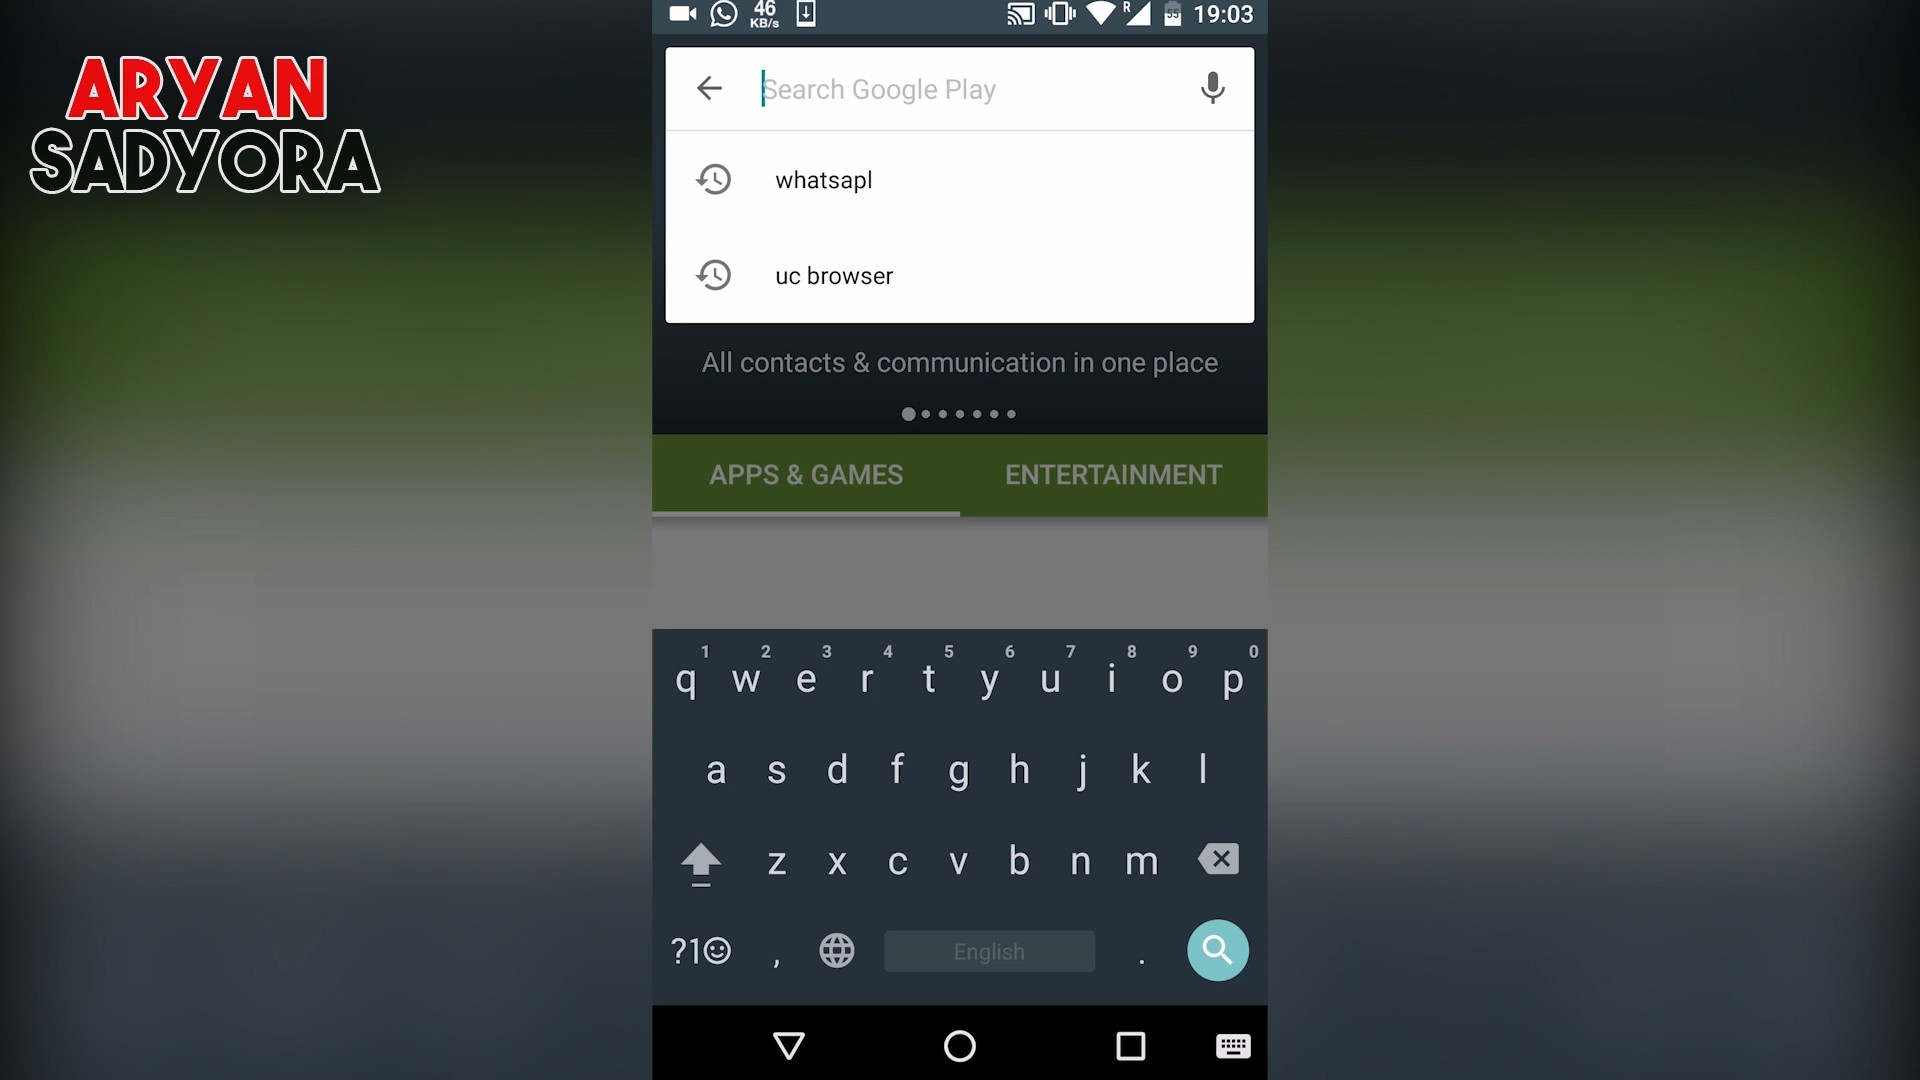 ARYAN
SADYORA
46
KB/s
R
55
19:03
Search Google Play
whatsapl
uc browser
All contacts & communication in one place
APPS & GAMES
ENTERTAINMENT
1 2 3 4 5 6 7 8 9 0
q w e r t y u i o p
a s d f g h j k l
z x c v b n m
?1☺ , English .